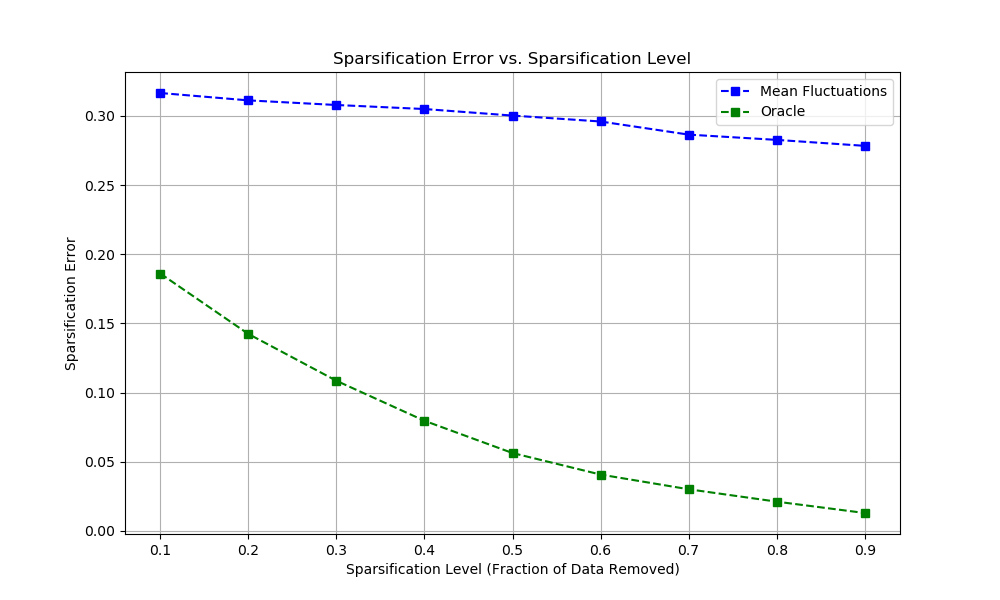 Sparsification Error vs. Sparsification Level
Mean Fluctuations
Oracle
Sparsification Error
0.30
0.25
0.20
0.15
0.10
0.05
0.00
0.1 0.2 0.3 0.4 0.5 0.6 0.7 0.8 0.9
Sparsification Level (Fraction of Data Removed)